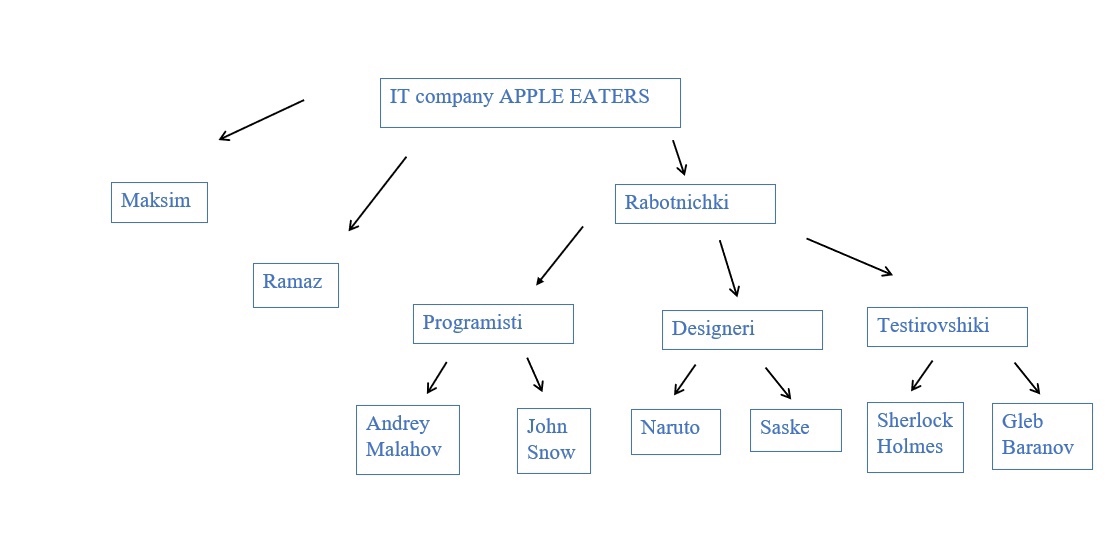 IT company APPLE EATERS
Maksim
Rabotnichki
Ramaz
Programisti
Designeri
Testirovshiki
Andrey
Malahov
John
Snow
Naruto
Saske
Sherlock
Holmes
Gleb
Baranov